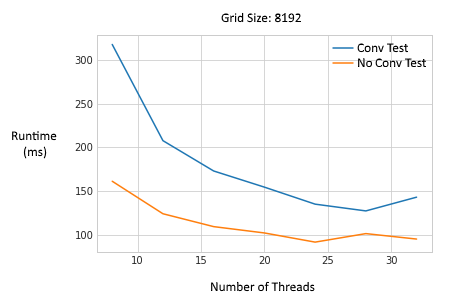 Grid Size: 8192
Conv Test
No Conv Test
300
250
200
150
100
Runtime
(ms)
10
15
20
25
30
Number of Threads